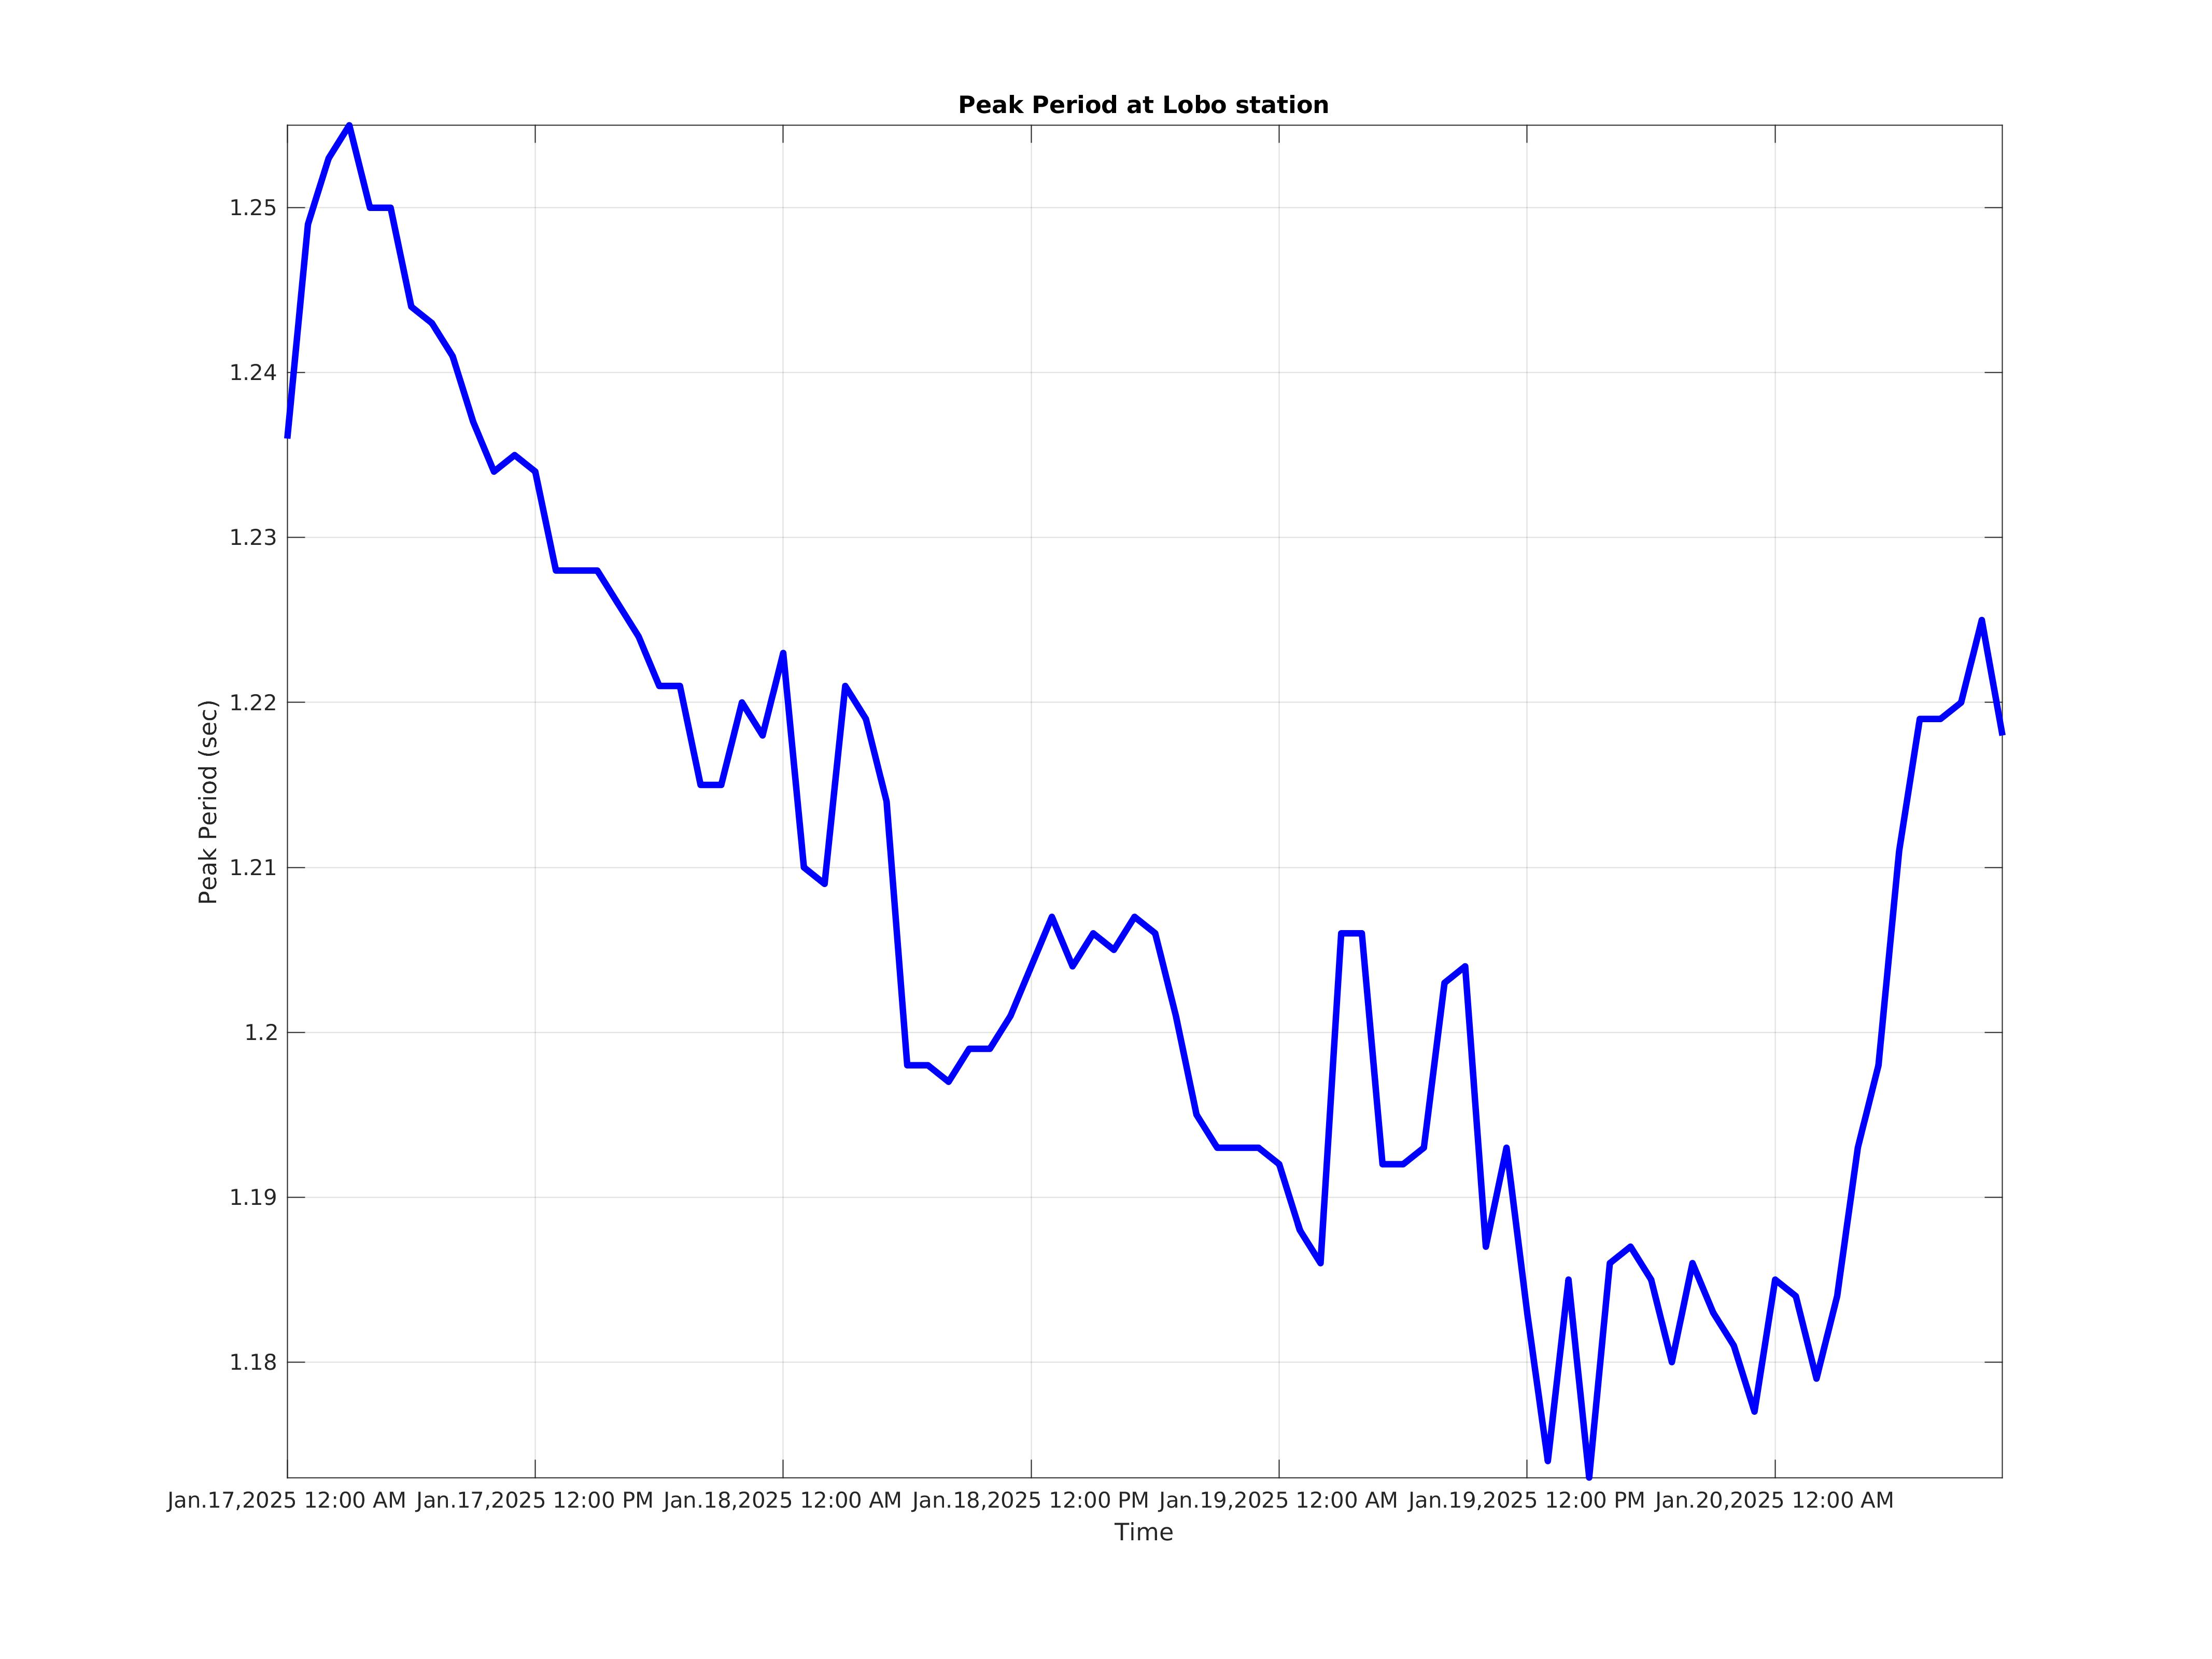 Peak Period at Lobo station
Peak Period (sec)
1.25
1.24
1.23
1.22
1.21
1.2
1.19
1.18
Jan.17,2025 12:00 AM Jan.17,2025 12:00 PM Jan.18,2025 12:00 AM Jan.18,2025 12:00 PM Jan.19,2025 12:00 AM Jan.19,2025 12:00 PM Jan.20,2025 12:00 AM
Time